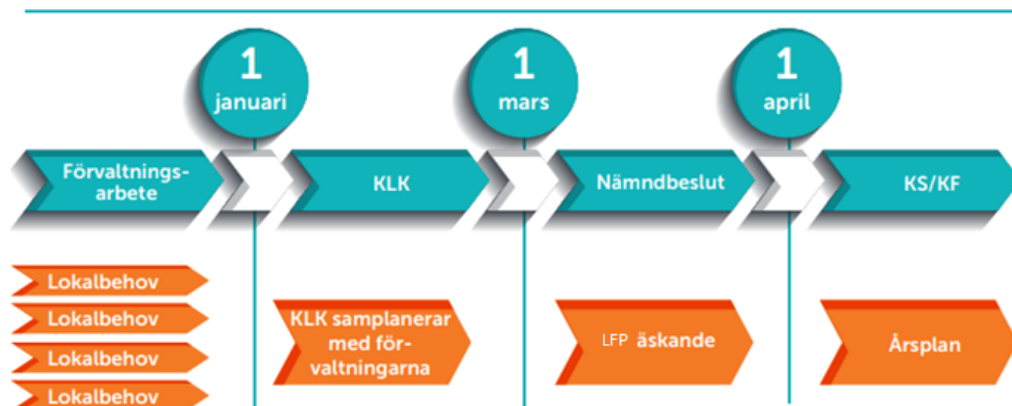 1
januari
1
mars
1
april
Förvaltnings-
arbete
KLK
Nämndbeslut
KS/KF
Lokalbehov
Lokalbehov
Lokalbehov
Lokalbehov
KLK samplanerar
med för-
valtningarna
LFP äskande
Årsplan